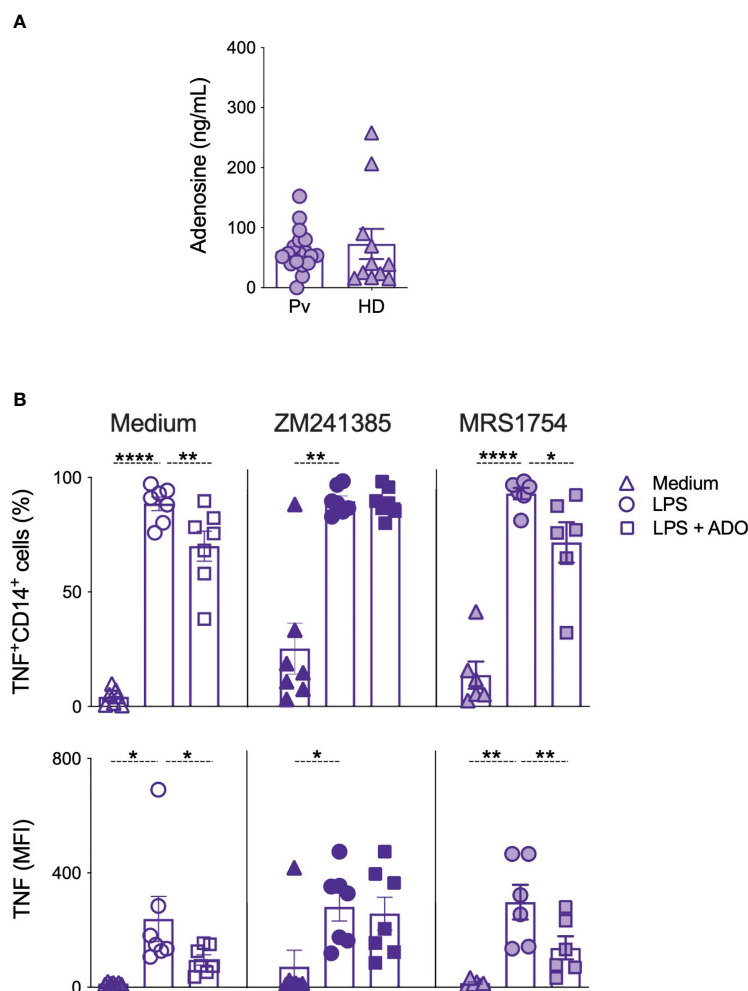 A
400
300
200
100
0
Adenosine (ng/mL)
Pv HD
B
Medium ZM241385 MRS1754
**** ** ** **** *
100
50
0
TNF+CD14+ cells (%)
Medium
LPS
LPS + ADO
* * * ** **
800
400
0
TNF (MFI)